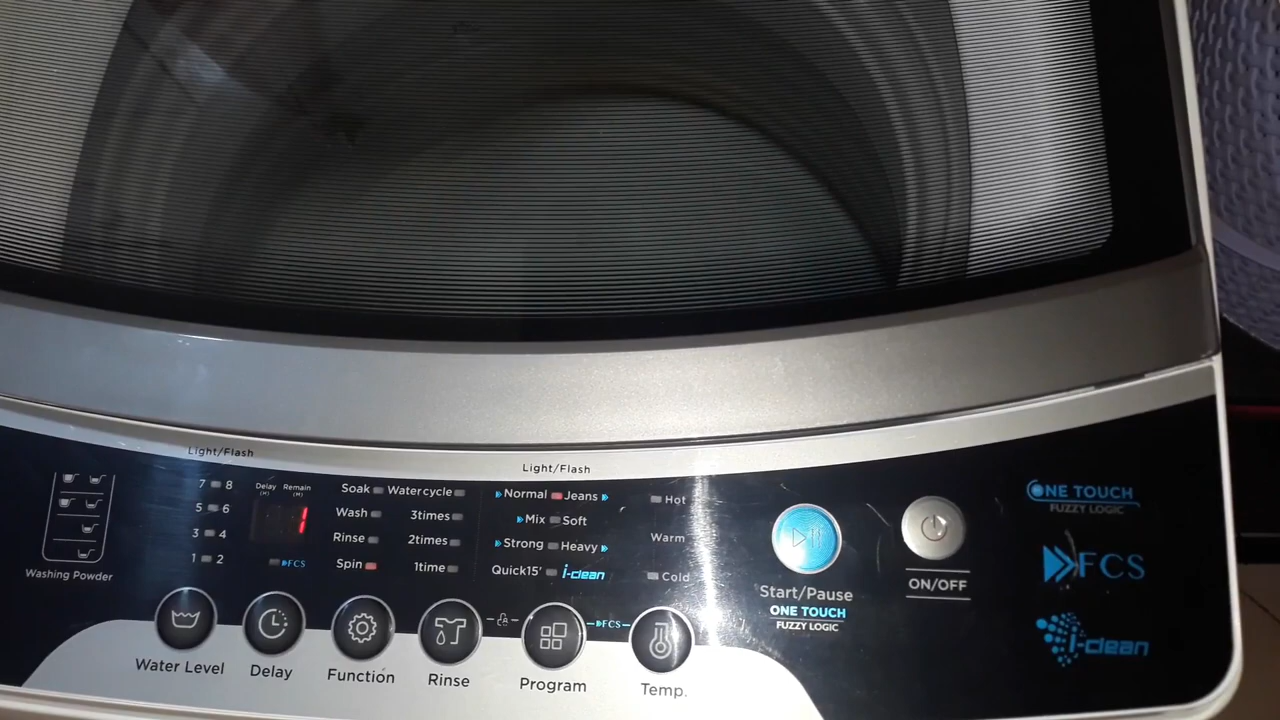 Light/Flash
Light/Flash
Washing Powder
7 8
5 6
3 4
1 2
Delay (H)
Remain (M)
1
FCS
Soak
Wash
Rinse
Spin
Watercycle
3times
2times
1time
Normal Jeans
Mix Soft
Strong Heavy
Quick15' i-clean
Hot
Warm
Cold
Start/Pause
ONE TOUCH
FUZZY LOGIC
ON/OFF
ONE TOUCH
FUZZY LOGIC
FCS
i-clean
Water Level
Delay
Function
Rinse
Program
FCS
Temp.